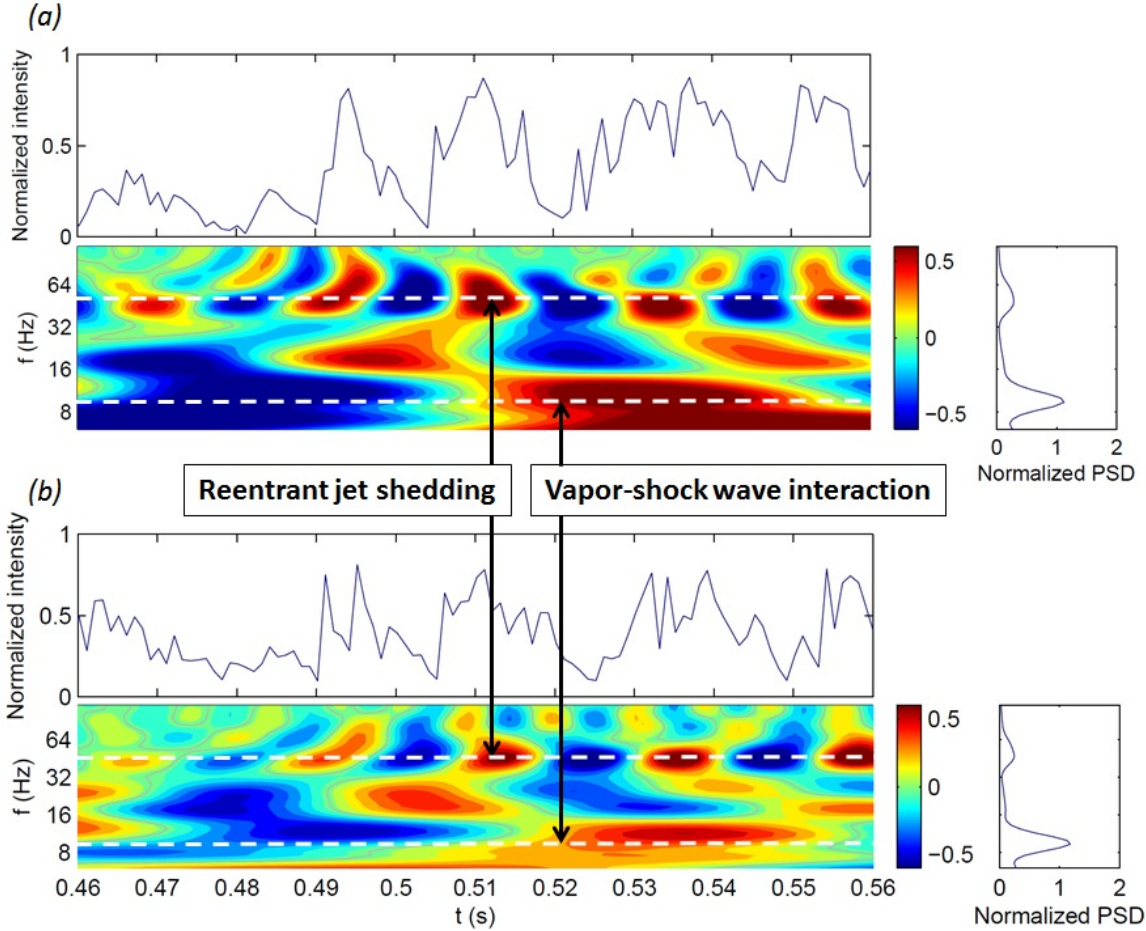 (a)
Normalized intensity
1
0.5
0
f (Hz)
64
32
16
8
0.5
0
−0.5
0 1 2
Normalized PSD
Reentrant jet shedding
Vapor-shock wave interaction
(b)
Normalized intensity
1
0.5
0
f (Hz)
64
32
16
8
0.5
0
−0.5
0.46 0.47 0.48 0.49 0.5 0.51 0.52 0.53 0.54 0.55 0.56
t (s)
0 1 2
Normalized PSD